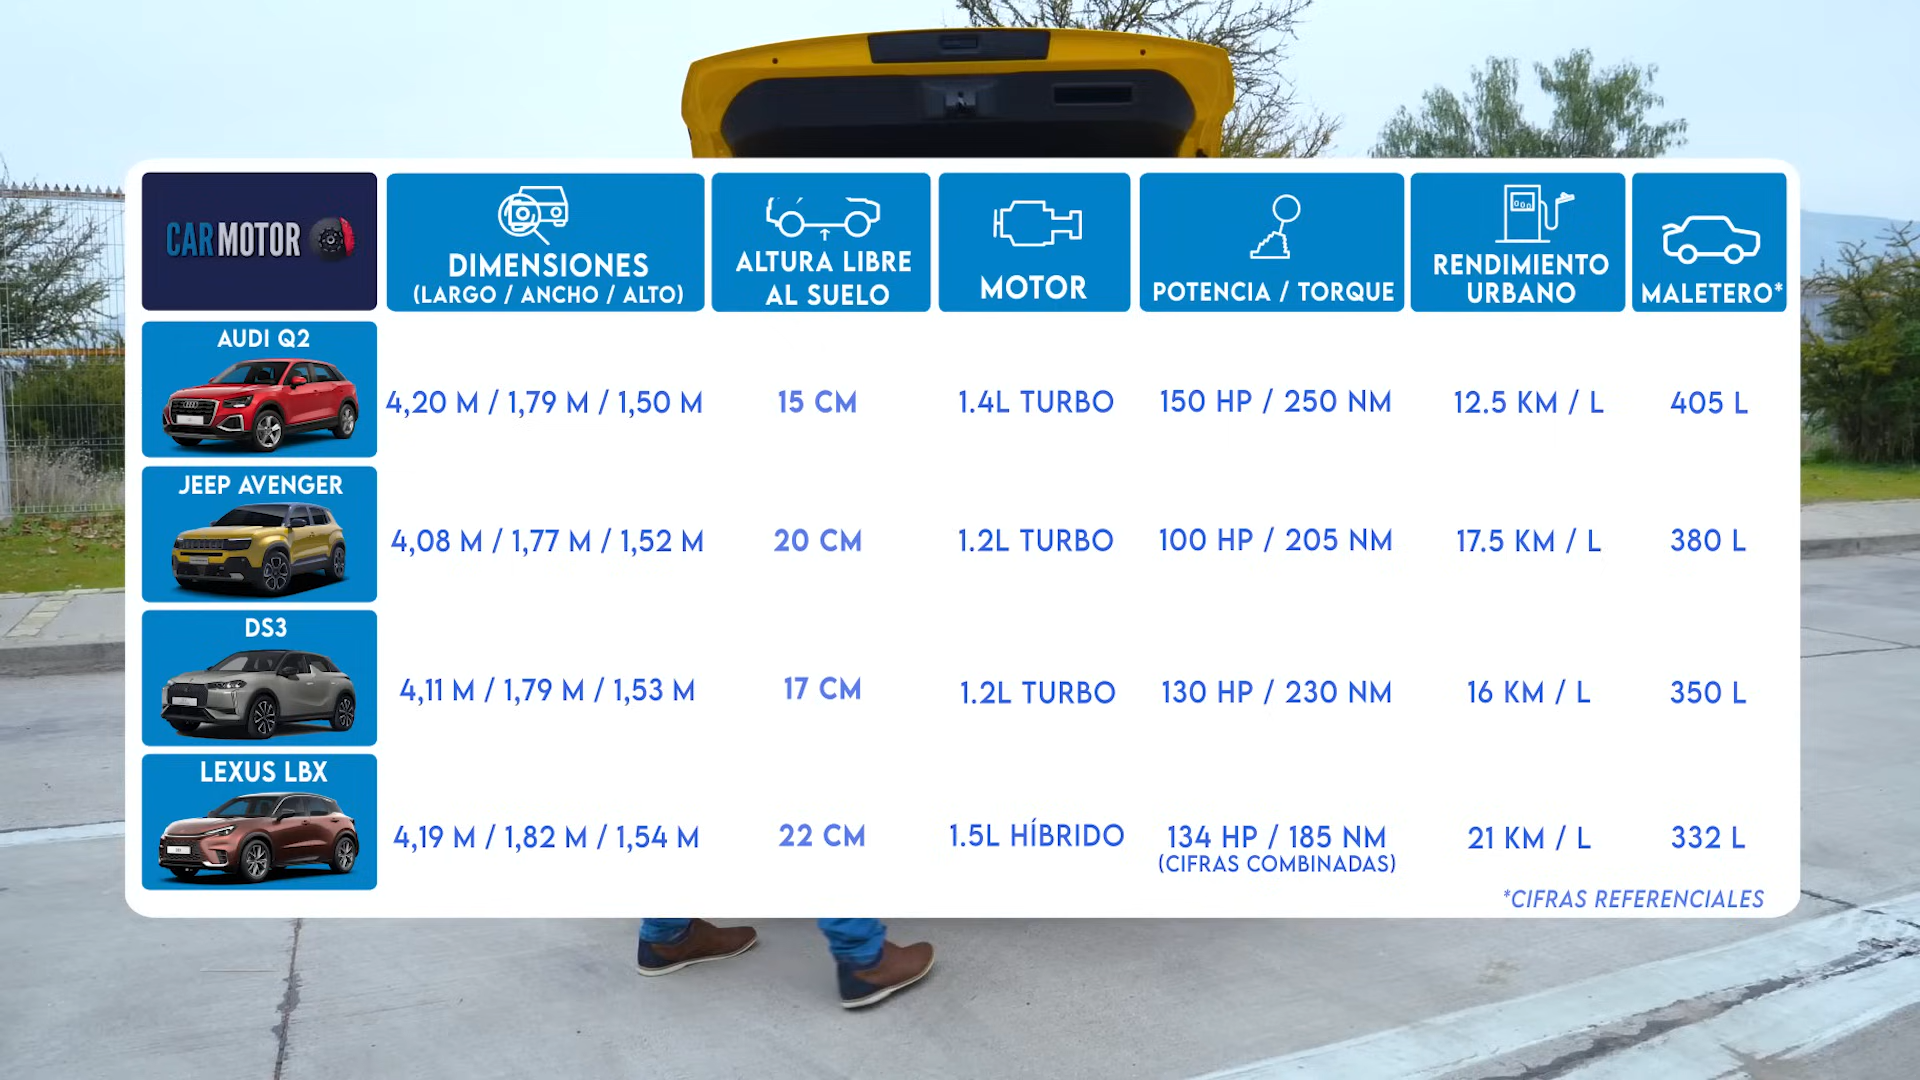 CARMOTOR
DIMENSIONES
(LARGO / ANCHO / ALTO)
ALTURA LIBRE
AL SUELO
MOTOR
POTENCIA / TORQUE
RENDIMIENTO
URBANO
MALETERO*
AUDI Q2
4,20 M / 1,79 M / 1,50 M
15 CM
1.4L TURBO
150 HP / 250 NM
12.5 KM / L
405 L
JEEP AVENGER
4,08 M / 1,77 M / 1,52 M
20 CM
1.2L TURBO
100 HP / 205 NM
17.5 KM / L
380 L
DS3
4,11 M / 1,79 M / 1,53 M
17 CM
1.2L TURBO
130 HP / 230 NM
16 KM / L
350 L
LEXUS LBX
4,19 M / 1,82 M / 1,54 M
22 CM
1.5L HÍBRIDO
134 HP / 185 NM
(CIFRAS COMBINADAS)
21 KM / L
332 L
*CIFRAS REFERENCIALES